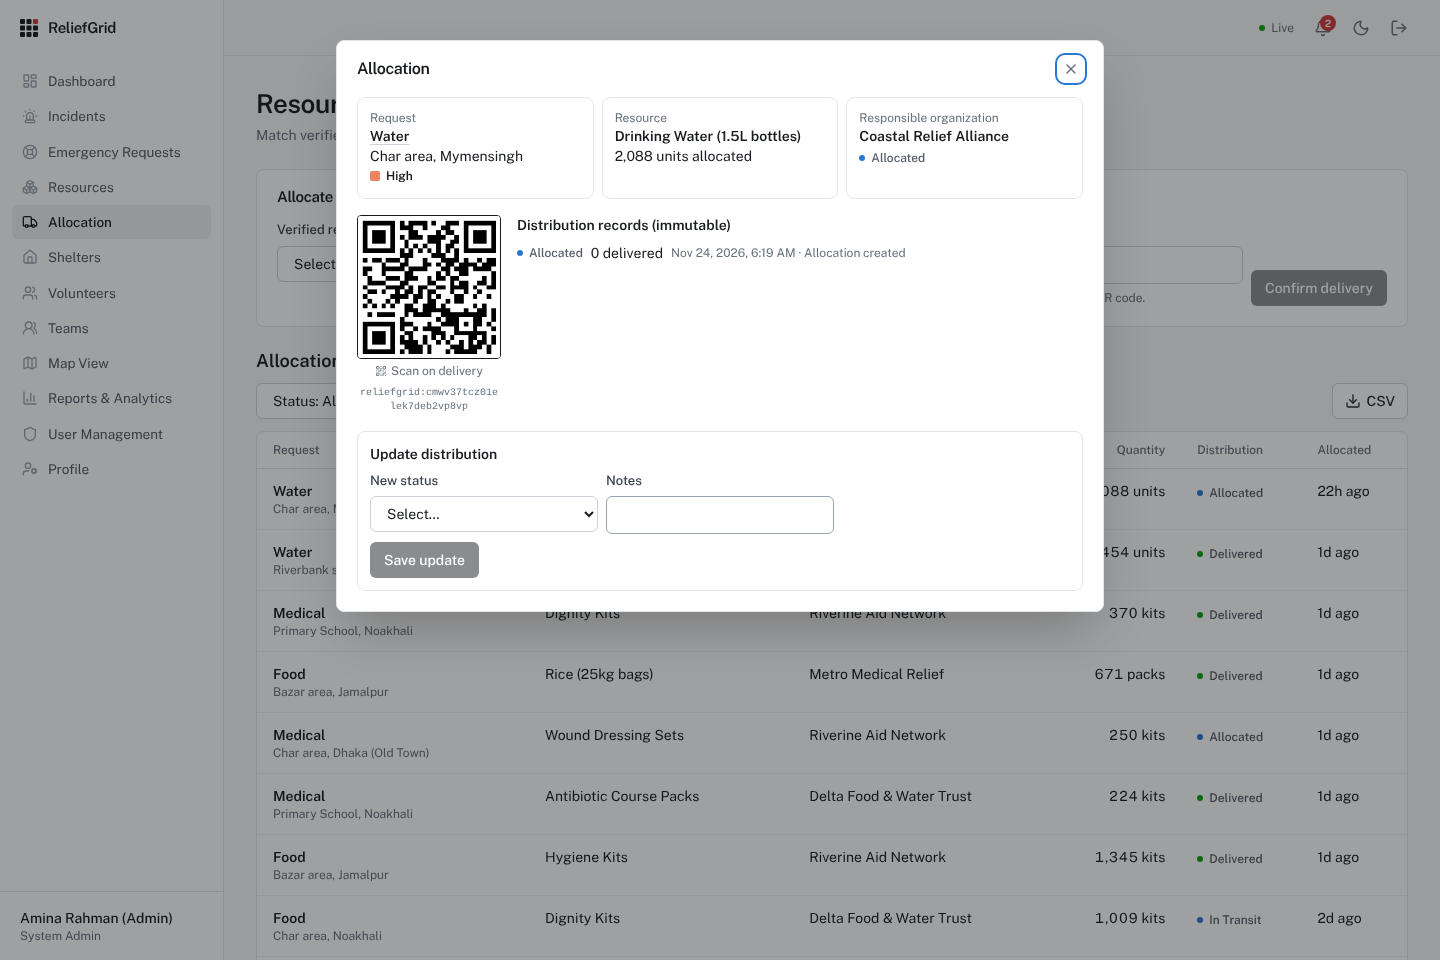 ReliefGrid
Live
2
Dashboard
Incidents
Emergency Requests
Resources
Allocation
Shelters
Volunteers
Teams
Map View
Reports & Analytics
User Management
Profile
Amina Rahman (Admin)
System Admin
Allocation
Request
Water
Char area, Mymensingh
High
Resource
Drinking Water (1.5L bottles)
2,088 units allocated
Responsible organization
Coastal Relief Alliance
Allocated
Scan on delivery
reliefgrid:cmwv37tcz01e
lek7deb2vp8vp
Distribution records (immutable)
Allocated 0 delivered Nov 24, 2026, 6:19 AM · Allocation created
Update distribution
New status Notes
Select...
Save update
Allocate
Select
Confirm delivery
R code.
Allocation
Status:
CSV
Request Quantity Distribution Allocated
Water 088 units Allocated 22h ago
Char area,
Water 454 units Delivered 1d ago
Riverbank
Medical Dignity Kits Riverine Aid Network 370 kits Delivered 1d ago
Primary School, Noakhali
Food Rice (25kg bags) Metro Medical Relief 671 packs Delivered 1d ago
Bazar area, Jamalpur
Medical Wound Dressing Sets Riverine Aid Network 250 kits Allocated 1d ago
Char area, Dhaka (Old Town)
Medical Antibiotic Course Packs Delta Food & Water Trust 224 kits Delivered 1d ago
Primary School, Noakhali
Food Hygiene Kits Riverine Aid Network 1,345 kits Delivered 1d ago
Bazar area, Jamalpur
Food Dignity Kits Delta Food & Water Trust 1,009 kits In Transit 2d ago
Char area, Noakhali